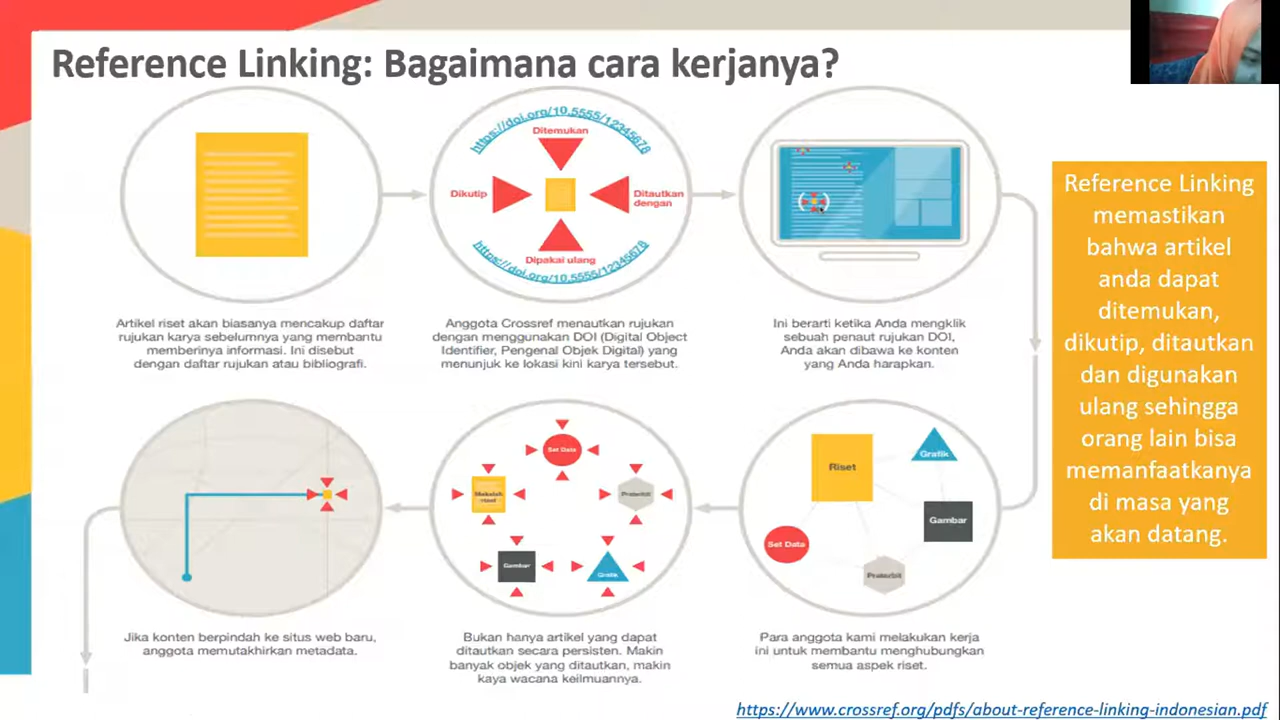 Reference Linking: Bagaimana cara kerjanya?
https://doi.org/10.5555/12345678
Ditemukan
Dikutip
Ditautkan
dengan
Dipakai ulang
https://doi.org/10.5555/12345678
Artikel riset akan biasanya mencakup daftar
rujukan karya sebelumnya yang membantu
memberinya informasi. Ini disebut
dengan daftar rujukan atau bibliografi.
Anggota Crossref menautkan rujukan
dengan menggunakan DOI (Digital Object
Identifier, Pengenal Objek Digital) yang
menunjuk ke lokasi kini karya tersebut.
Ini berarti ketika Anda mengklik
sebuah penaut rujukan DOI,
Anda akan dibawa ke konten
yang Anda harapkan.
Reference Linking
memastikan
bahwa artikel
anda dapat
ditemukan,
dikutip, ditautkan
dan digunakan
ulang sehingga
orang lain bisa
memanfaatkanya
di masa yang
akan datang.
Set Data
Makalah
riset
Praterbit
Gambar
Grafik
Riset
Grafik
Gambar
Set Data
Praterbit
Jika konten berpindah ke situs web baru,
anggota memutakhirkan metadata.
Bukan hanya artikel yang dapat
ditautkan secara persisten. Makin
banyak objek yang ditautkan, makin
kaya wacana keilmuannya.
Para anggota kami melakukan kerja
ini untuk membantu menghubungkan
semua aspek riset.
https://www.crossref.org/pdfs/about-reference-linking-indonesian.pdf